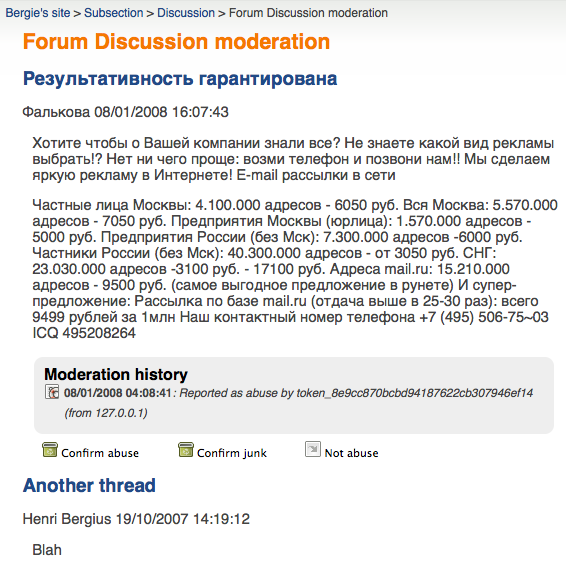 Bergie's site > Subsection > Discussion > Forum Discussion moderation
Forum Discussion moderation
Результативность гарантирована
Фалькова 08/01/2008 16:07:43
Хотите чтобы о Вашей компании знали все? Не знаете какой вид рекламы
выбрать!? Нет ни чего проще: возми телефон и позвони нам!! Мы сделаем
яркую рекламу в Интернете! E-mail рассылки в сети
Частные лица Москвы: 4.100.000 адресов - 6050 руб. Вся Москва: 5.570.000
адресов - 7050 руб. Предприятия Москвы (юрлица): 1.570.000 адресов -
5000 руб. Предприятия России (без Мск): 7.300.000 адресов -6000 руб.
Частники России (без Мск): 40.300.000 адресов - от 3050 руб. СНГ:
23.030.000 адресов -3100 руб. - 17100 руб. Адреса mail.ru: 15.210.000
адресов - 9500 руб. (самое выгодное предложение в рунете) И супер-
предложение: Рассылка по базе mail.ru (отдача выше в 25-30 раз): всего
9499 рублей за 1млн Наш контактный номер телефона +7 (495) 506-75~03
ICQ 495208264
Moderation history
08/01/2008 04:08:41: Reported as abuse by token_8e9cc870bcbd94187622cb307946ef14
(from 127.0.0.1)
Confirm abuse Confirm junk Not abuse
Another thread
Henri Bergius 19/10/2007 14:19:12
Blah